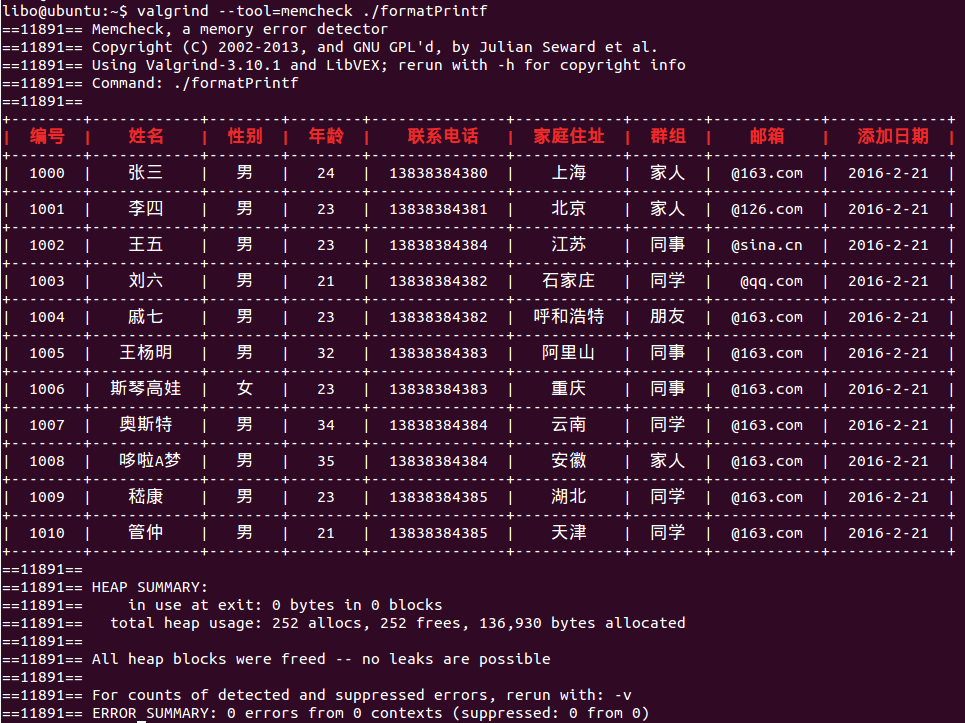 libo@ubuntu:~$ valgrind --tool=memcheck ./formatPrintf
==11891== Memcheck, a memory error detector
==11891== Copyright (C) 2002-2013, and GNU GPL'd, by Julian Seward et al.
==11891== Using Valgrind-3.10.1 and LibVEX; rerun with -h for copyright info
==11891== Command: ./formatPrintf
==11891==
+--------+------------+--------+--------+---------------+------------+--------+------------+-------------+
| 编号 | 姓名 | 性别 | 年龄 | 联系电话 | 家庭住址 | 群组 | 邮箱 | 添加日期 |
+--------+------------+--------+--------+---------------+------------+--------+------------+-------------+
| 1000 | 张三 | 男 | 24 | 13838384380 | 上海 | 家人 | @163.com | 2016-2-21 |
+--------+------------+--------+--------+---------------+------------+--------+------------+-------------+
| 1001 | 李四 | 男 | 23 | 13838384381 | 北京 | 家人 | @126.com | 2016-2-21 |
+--------+------------+--------+--------+---------------+------------+--------+------------+-------------+
| 1002 | 王五 | 男 | 23 | 13838384384 | 江苏 | 同事 | @sina.cn | 2016-2-21 |
+--------+------------+--------+--------+---------------+------------+--------+------------+-------------+
| 1003 | 刘六 | 男 | 21 | 13838384382 | 石家庄 | 同学 | @qq.com | 2016-2-21 |
+--------+------------+--------+--------+---------------+------------+--------+------------+-------------+
| 1004 | 戚七 | 男 | 23 | 13838384382 | 呼和浩特 | 朋友 | @163.com | 2016-2-21 |
+--------+------------+--------+--------+---------------+------------+--------+------------+-------------+
| 1005 | 王杨明 | 男 | 32 | 13838384383 | 阿里山 | 同事 | @163.com | 2016-2-21 |
+--------+------------+--------+--------+---------------+------------+--------+------------+-------------+
| 1006 | 斯琴高娃 | 女 | 23 | 13838384383 | 重庆 | 同事 | @163.com | 2016-2-21 |
+--------+------------+--------+--------+---------------+------------+--------+------------+-------------+
| 1007 | 奥斯特 | 男 | 34 | 13838384384 | 云南 | 同学 | @163.com | 2016-2-21 |
+--------+------------+--------+--------+---------------+------------+--------+------------+-------------+
| 1008 | 哆啦A梦 | 男 | 35 | 13838384384 | 安徽 | 家人 | @163.com | 2016-2-21 |
+--------+------------+--------+--------+---------------+------------+--------+------------+-------------+
| 1009 | 嵇康 | 男 | 23 | 13838384385 | 湖北 | 同学 | @163.com | 2016-2-21 |
+--------+------------+--------+--------+---------------+------------+--------+------------+-------------+
| 1010 | 管仲 | 男 | 21 | 13838384385 | 天津 | 同学 | @163.com | 2016-2-21 |
+--------+------------+--------+--------+---------------+------------+--------+------------+-------------+
==11891==
==11891== HEAP SUMMARY:
==11891==     in use at exit: 0 bytes in 0 blocks
==11891==   total heap usage: 252 allocs, 252 frees, 136,930 bytes allocated
==11891==
==11891== All heap blocks were freed -- no leaks are possible
==11891==
==11891== For counts of detected and suppressed errors, rerun with: -v
==11891== ERROR SUMMARY: 0 errors from 0 contexts (suppressed: 0 from 0)